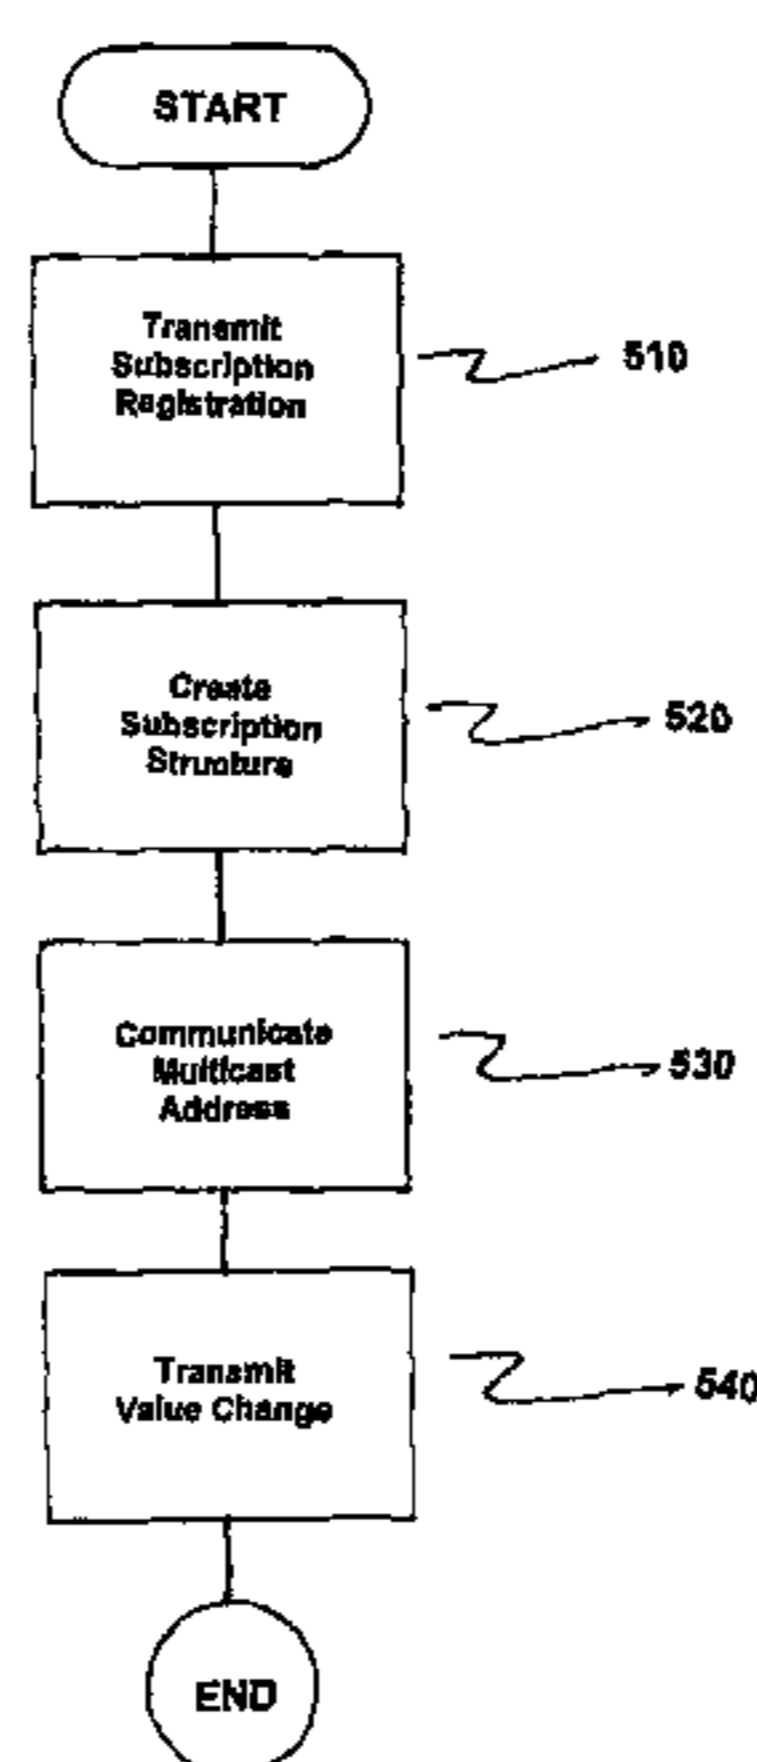 START
Transmit
Subscription
Registration
510
Create
Subscription
Structure
520
Communicate
Multicast
Address
530
Transmit
Value Change
540
END